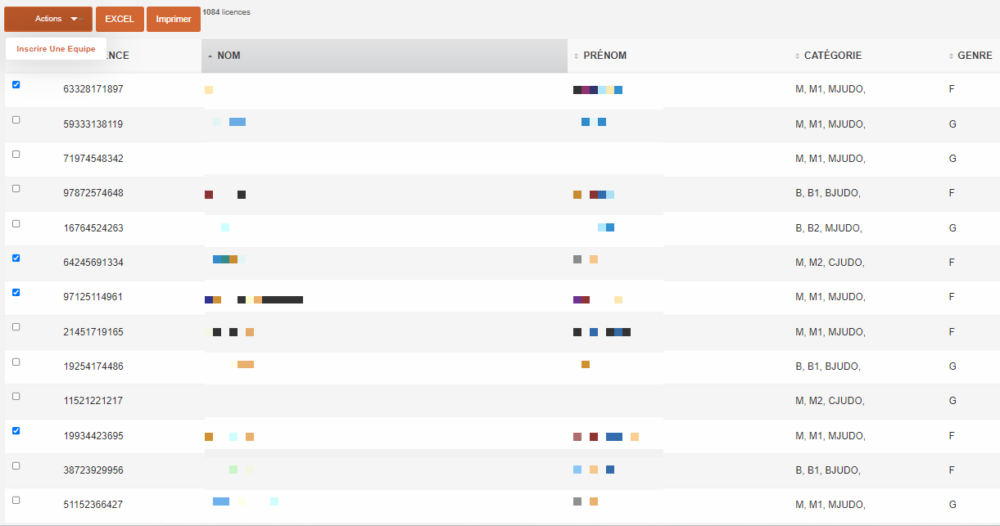 Actions EXCEL Imprimer 1084 licences
Inscrire Une Equipe
ENCE NOM PRÉNOM CATÉGORIE GENRE
63328171897 M, M1, MJUDO, F
59333138119 M, M1, MJUDO, G
71974548342 M, M1, MJUDO, G
97872574648 B, B1, BJUDO, F
16764524263 B, B2, MJUDO, G
64245691334 M, M2, CJUDO, F
97125114961 M, M1, MJUDO, F
21451719165 M, M1, MJUDO, F
19254174486 B, B1, BJUDO, G
11521221217 M, M2, CJUDO, G
19934423695 M, M1, MJUDO, F
38723929956 B, B1, BJUDO, F
51152366427 M, M1, MJUDO, G